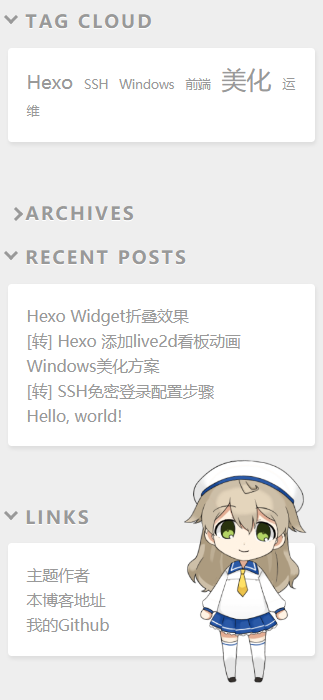 TAG CLOUD
Hexo SSH Windows 前端 美化 运
维
ARCHIVES
RECENT POSTS
Hexo Widget折叠效果
[转] Hexo 添加live2d看板动画
Windows美化方案
[转] SSH免密登录配置步骤
Hello, world!
LINKS
主题作者
本博客地址
我的Github